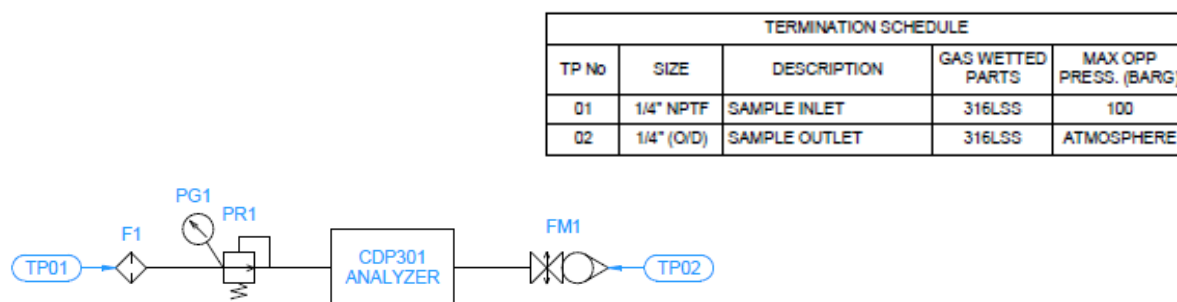 TERMINATION SCHEDULE
TP No SIZE DESCRIPTION GAS WETTED PARTS MAX OPP PRESS. (BARG)
01 1/4" NPTF SAMPLE INLET 316LSS 100
02 1/4" (O/D) SAMPLE OUTLET 316LSS ATMOSPHERE
PG1
PR1
F1
FM1
TP01
CDP301
ANALYZER
TP02